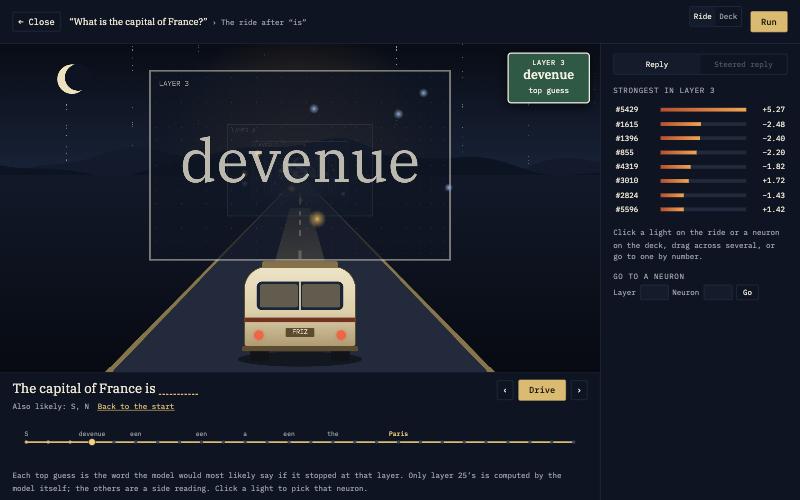 ← Close
“What is the capital of France?” › The ride after “is”
Ride Deck
Run
LAYER 3
devenue
top guess
LAYER 3
devenue
FRIZ
Reply
Steered reply
STRONGEST IN LAYER 3
#5429 +5.27
#1615 −2.48
#1396 −2.40
#855 −2.20
#4319 −1.82
#3010 +1.72
#2824 −1.43
#5596 +1.42
Click a light on the ride or a neuron
on the deck, drag across several, or
go to one by number.
GO TO A NEURON
Layer Neuron Go
The capital of France is
‹ Drive ›
Also likely: S, N Back to the start
S devenue een een a een the Paris
Each top guess is the word the model would most likely say if it stopped at that layer. Only layer 25’s is computed by the
model itself; the others are a side reading. Click a light to pick that neuron.